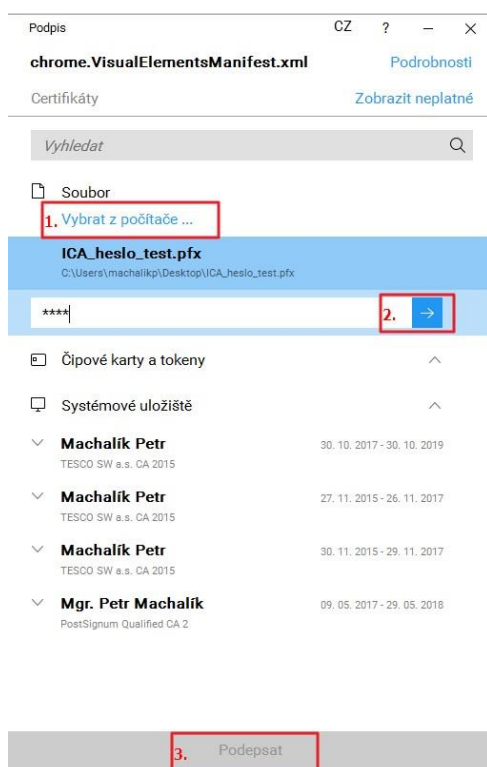 Podpis CZ ? – ×
chrome.VisualElementsManifest.xml Podrobnosti
Certifikáty Zobrazit neplatné
Vyhledat
Soubor
1. Vybrat z počítače ...
ICA_heslo_test.pfx
C:\Users\machalikp\Desktop\ICA_heslo_test.pfx
**** 2. →
Čipové karty a tokeny
Systémové uložiště
Machalík Petr 30. 10. 2017 - 30. 10. 2019
TESCO SW a.s. CA 2015
Machalík Petr 27. 11. 2015 - 26. 11. 2017
TESCO SW a.s. CA 2015
Machalík Petr 30. 11. 2015 - 29. 11. 2017
TESCO SW a.s. CA 2015
Mgr. Petr Machalík 09. 05. 2017 - 29. 05. 2018
PostSignum Qualified CA 2
3. Podepsat